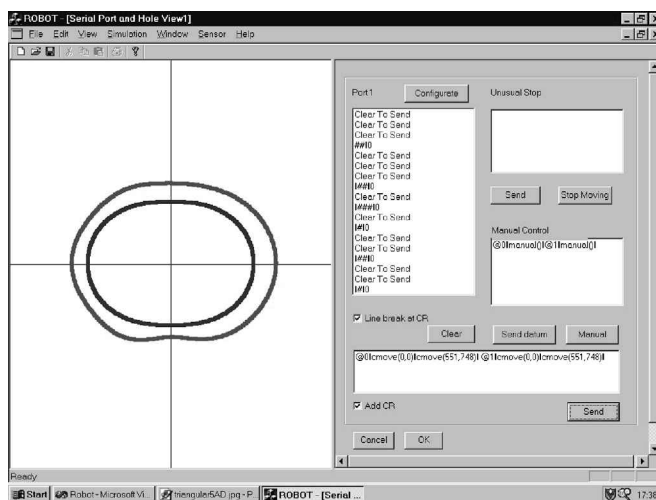 ROBOT - [Serial Port and Hole View1]
File Edit View Simulation Window Sensor Help
Port1
Configurate
Unusual Stop
Clear To Send
Clear To Send
Clear To Send
##I0
Clear To Send
Clear To Send
Clear To Send
I##I0
Clear To Send
I###I0
Clear To Send
I#I0
Clear To Send
Clear To Send
I##I0
Clear To Send
Clear To Send
I#I0
Send
Stop Moving
Manual Control
@0Imanual()I@1Imanual()I
Line break at CR
Clear
Send datum
Manual
@0Icmove(0,0)Icmove(551,748)I @1Icmove(0,0)Icmove(551,748)I
Add CR
Send
Cancel
OK
Ready
Start
Robot - Microsoft Vi...
triangular5AD.jpg - P...
ROBOT - [Serial ...
17:38